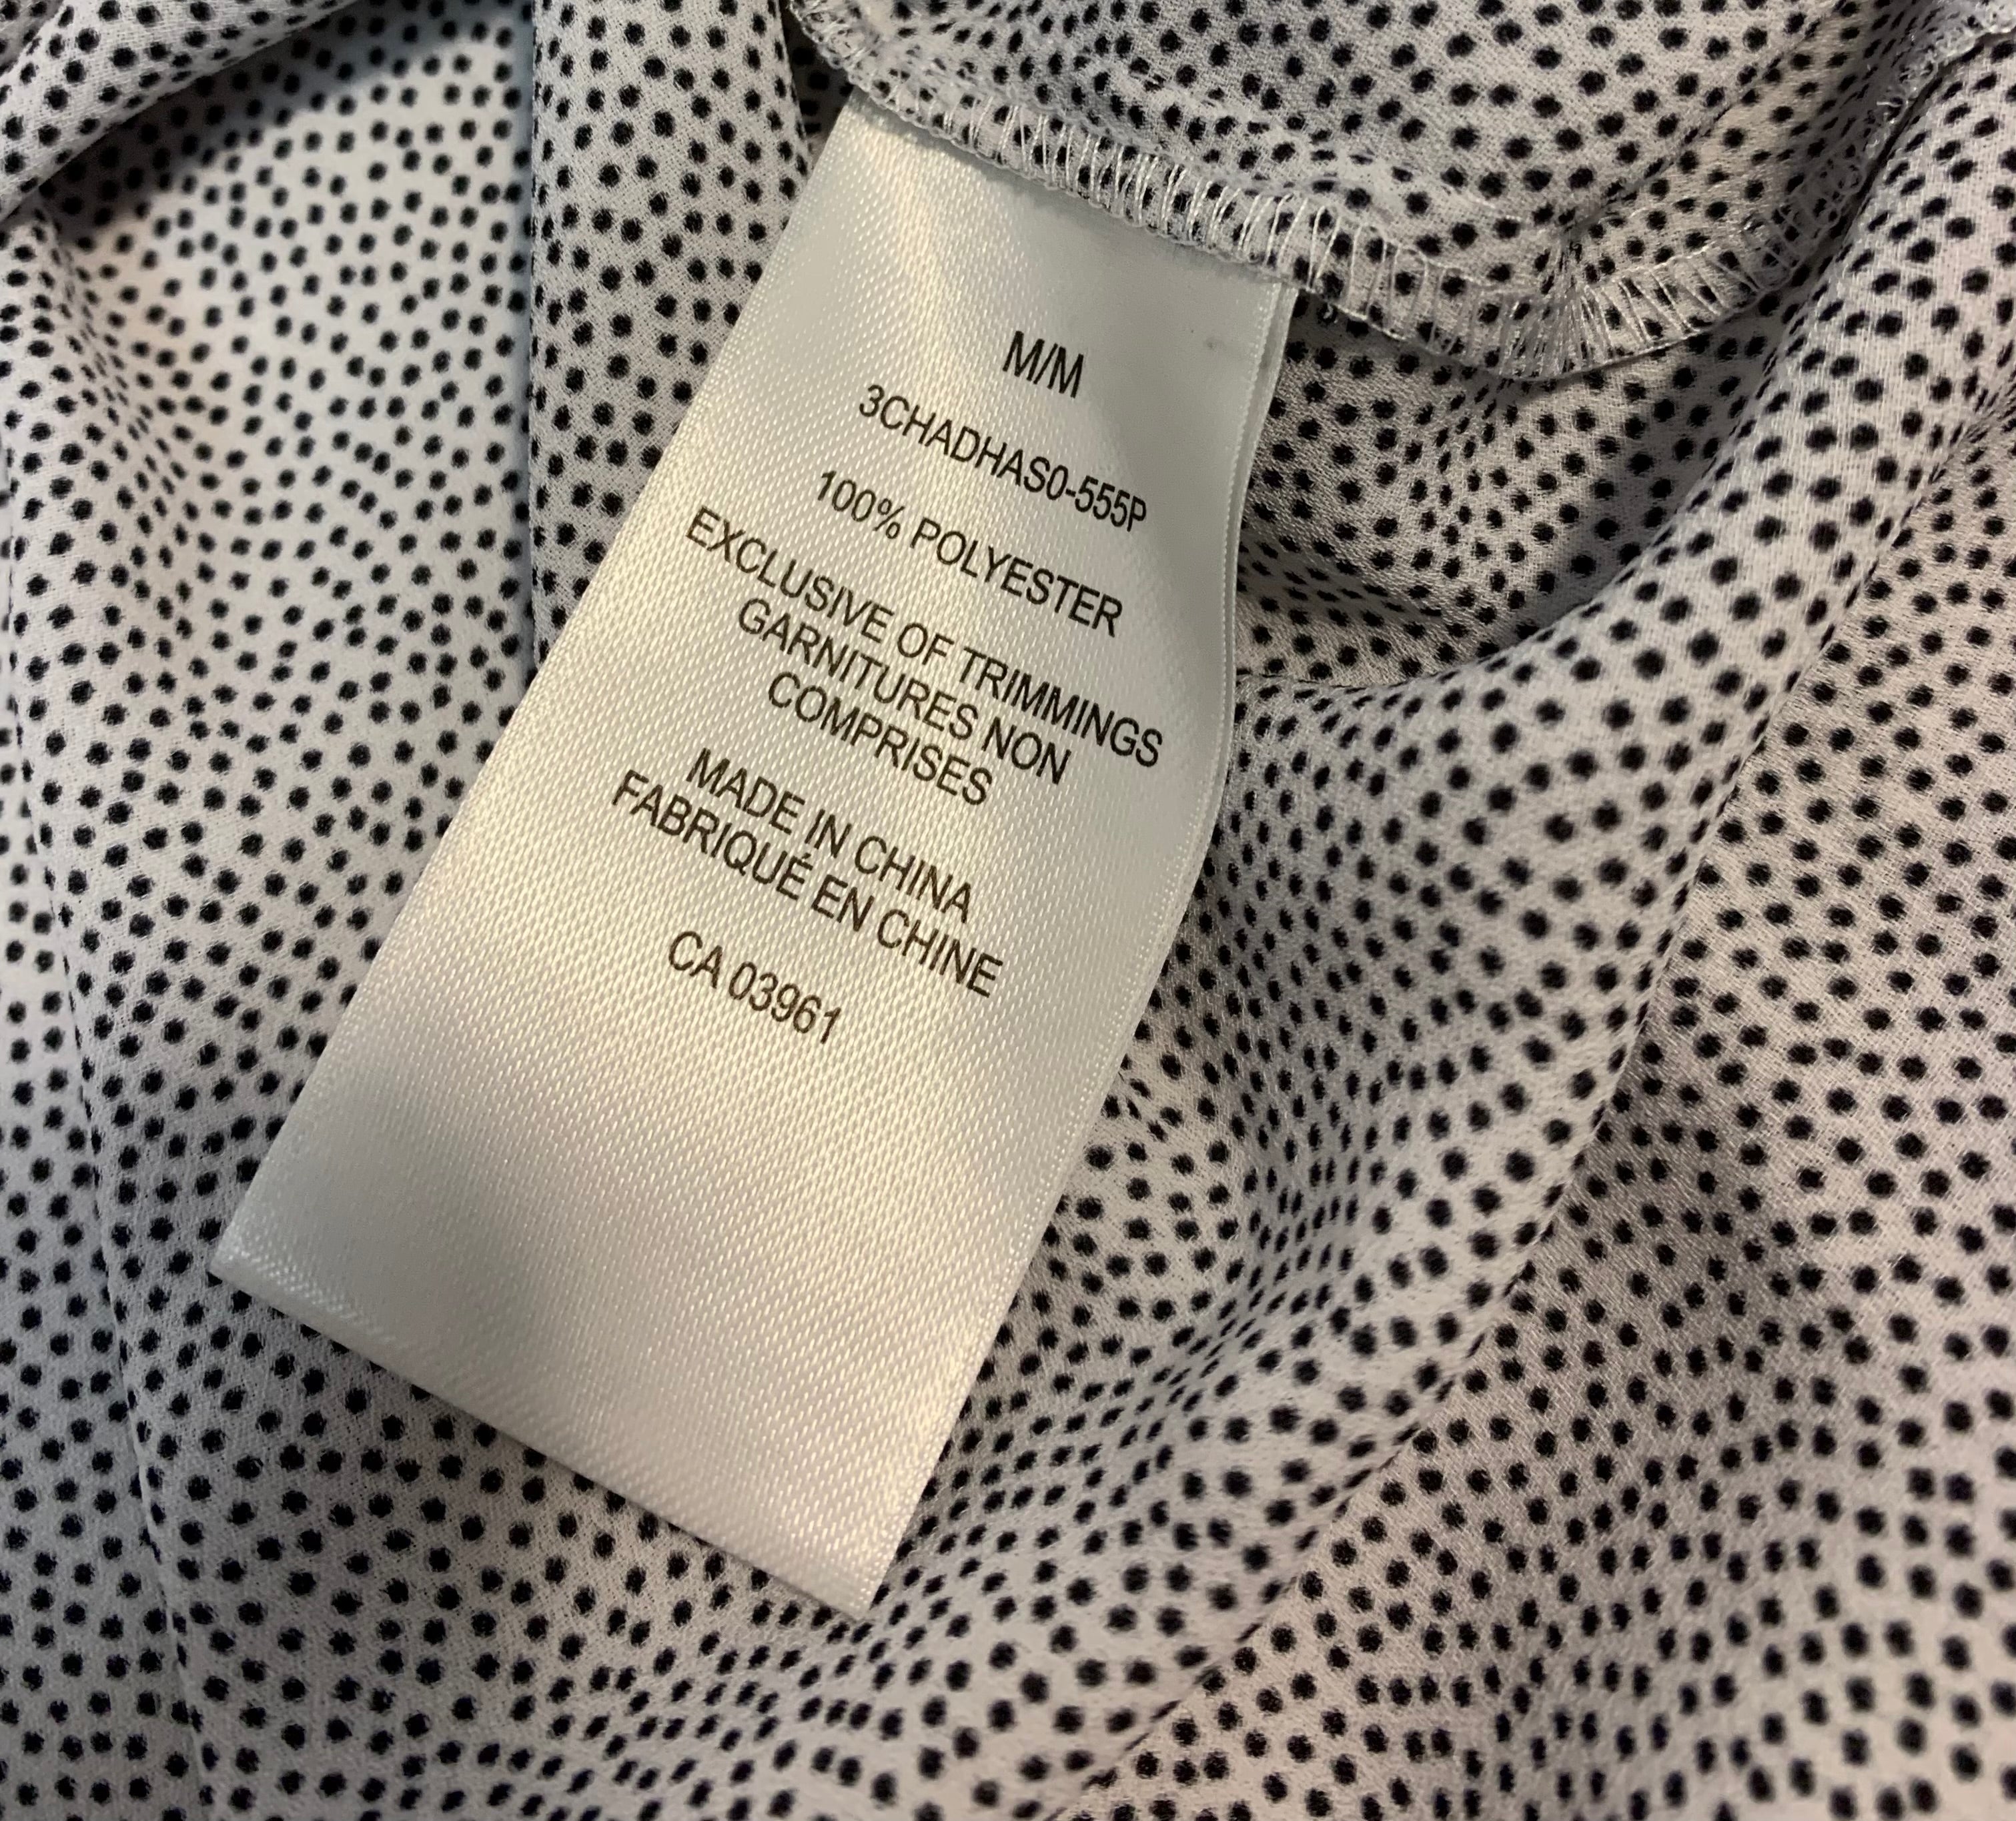 M/M
3CHADHAS0-555P
100% POLYESTER
EXCLUSIVE OF TRIMMINGS
GARNITURES NON
COMPRISES
MADE IN CHINA
FABRIQUÉ EN CHINE
CA 03961